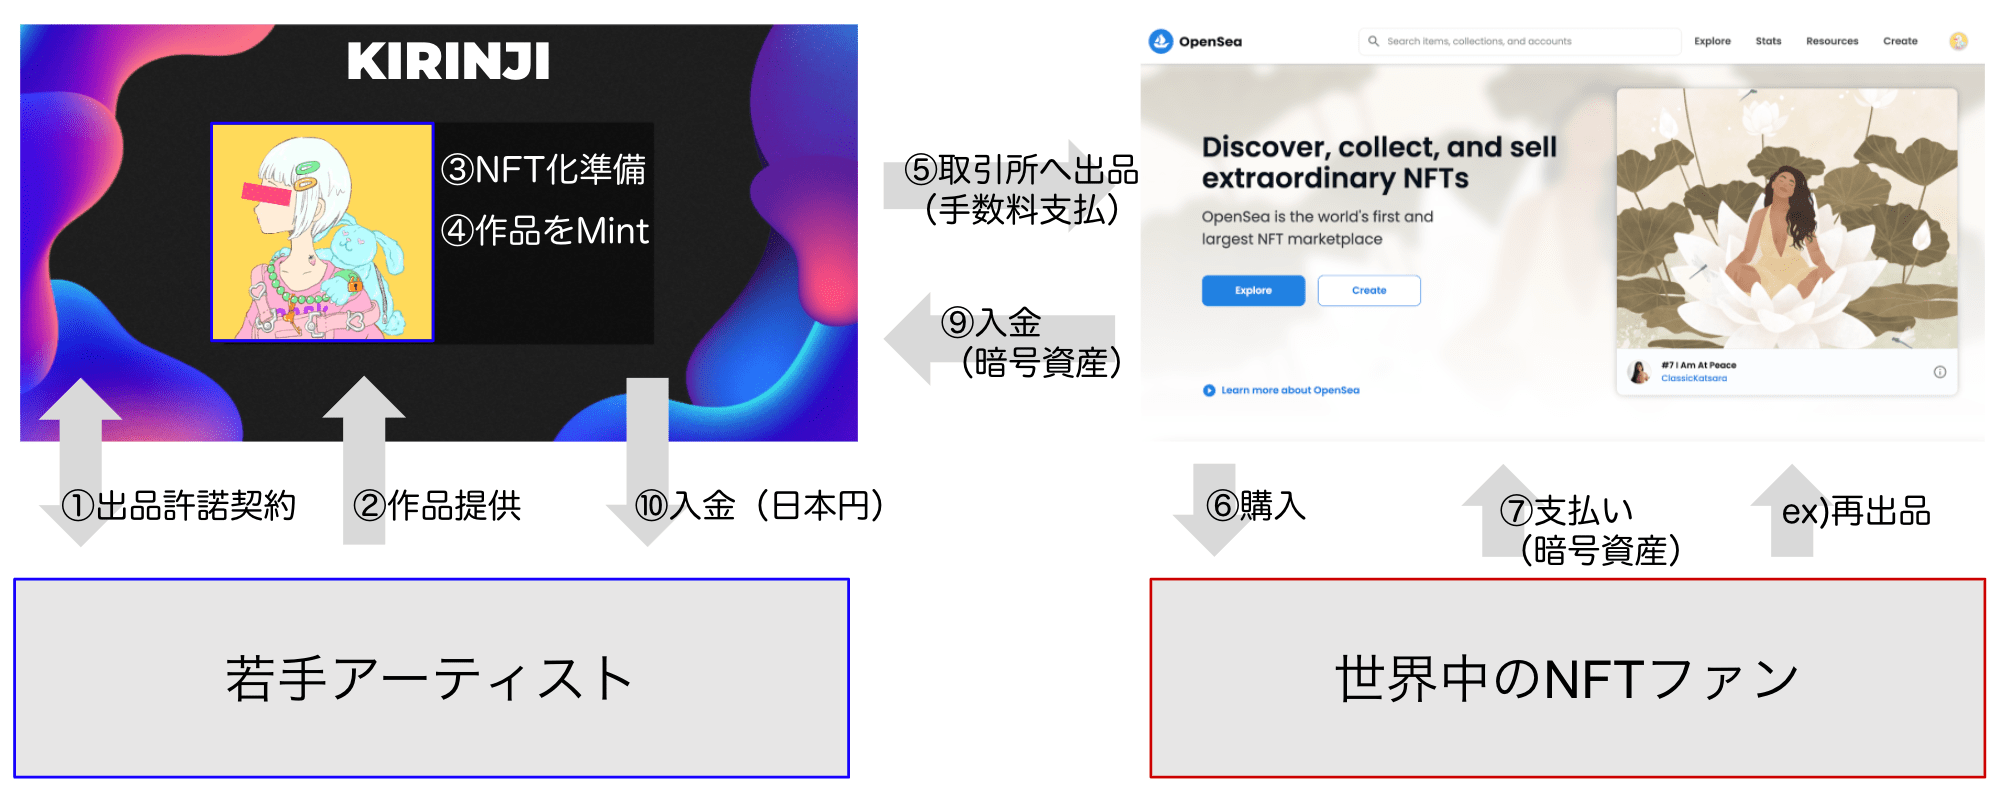 KIRINJI
③NFT化準備
④作品をMint
①出品許諾契約
②作品提供
⑩入金（日本円）
若手アーティスト
⑤取引所へ出品
（手数料支払）
⑨入金
（暗号資産）
OpenSea
Search items, collections, and accounts
Explore
Stats
Resources
Create
Discover, collect, and sell
extraordinary NFTs
OpenSea is the world's first and
largest NFT marketplace
Explore
Create
Learn more about OpenSea
#7 I Am At Peace
ClassicKatsara
⑥購入
⑦支払い
（暗号資産）
ex)再出品
世界中のNFTファン